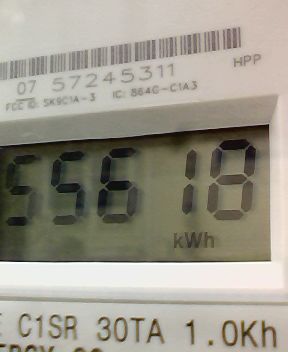 07 57245311
HPP
FCC ID: SK9C1A-3 IC: 864G-C1A3
55618
kWh
C1SR 30TA 1.0Kh